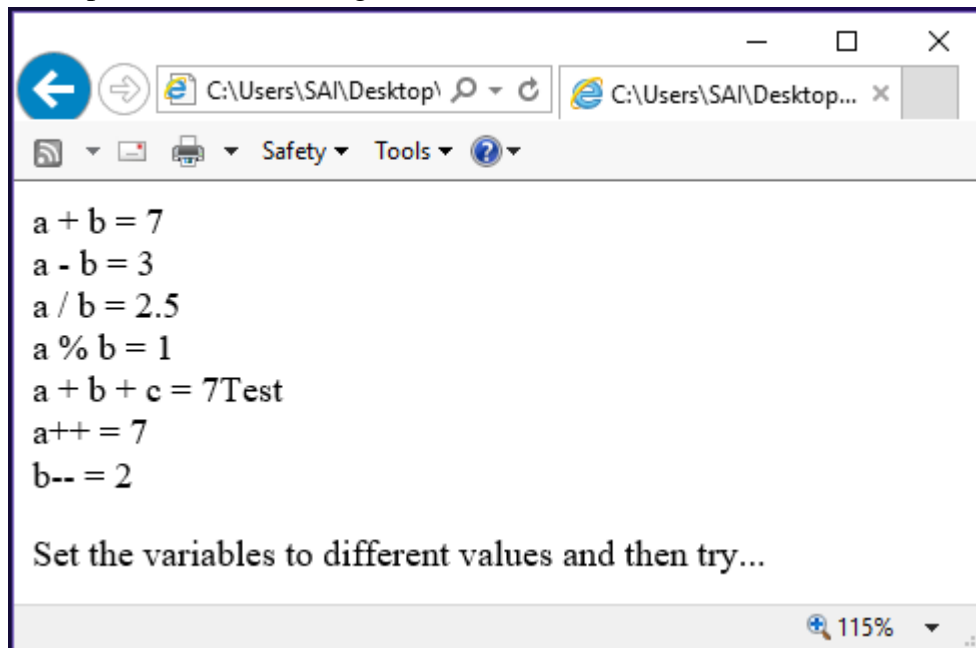 C:\Users\SAI\Desktop\
C:\Users\SAI\Desktop...
Safety Tools
a + b = 7
a - b = 3
a / b = 2.5
a % b = 1
a + b + c = 7Test
a++ = 7
b-- = 2
Set the variables to different values and then try...
115%